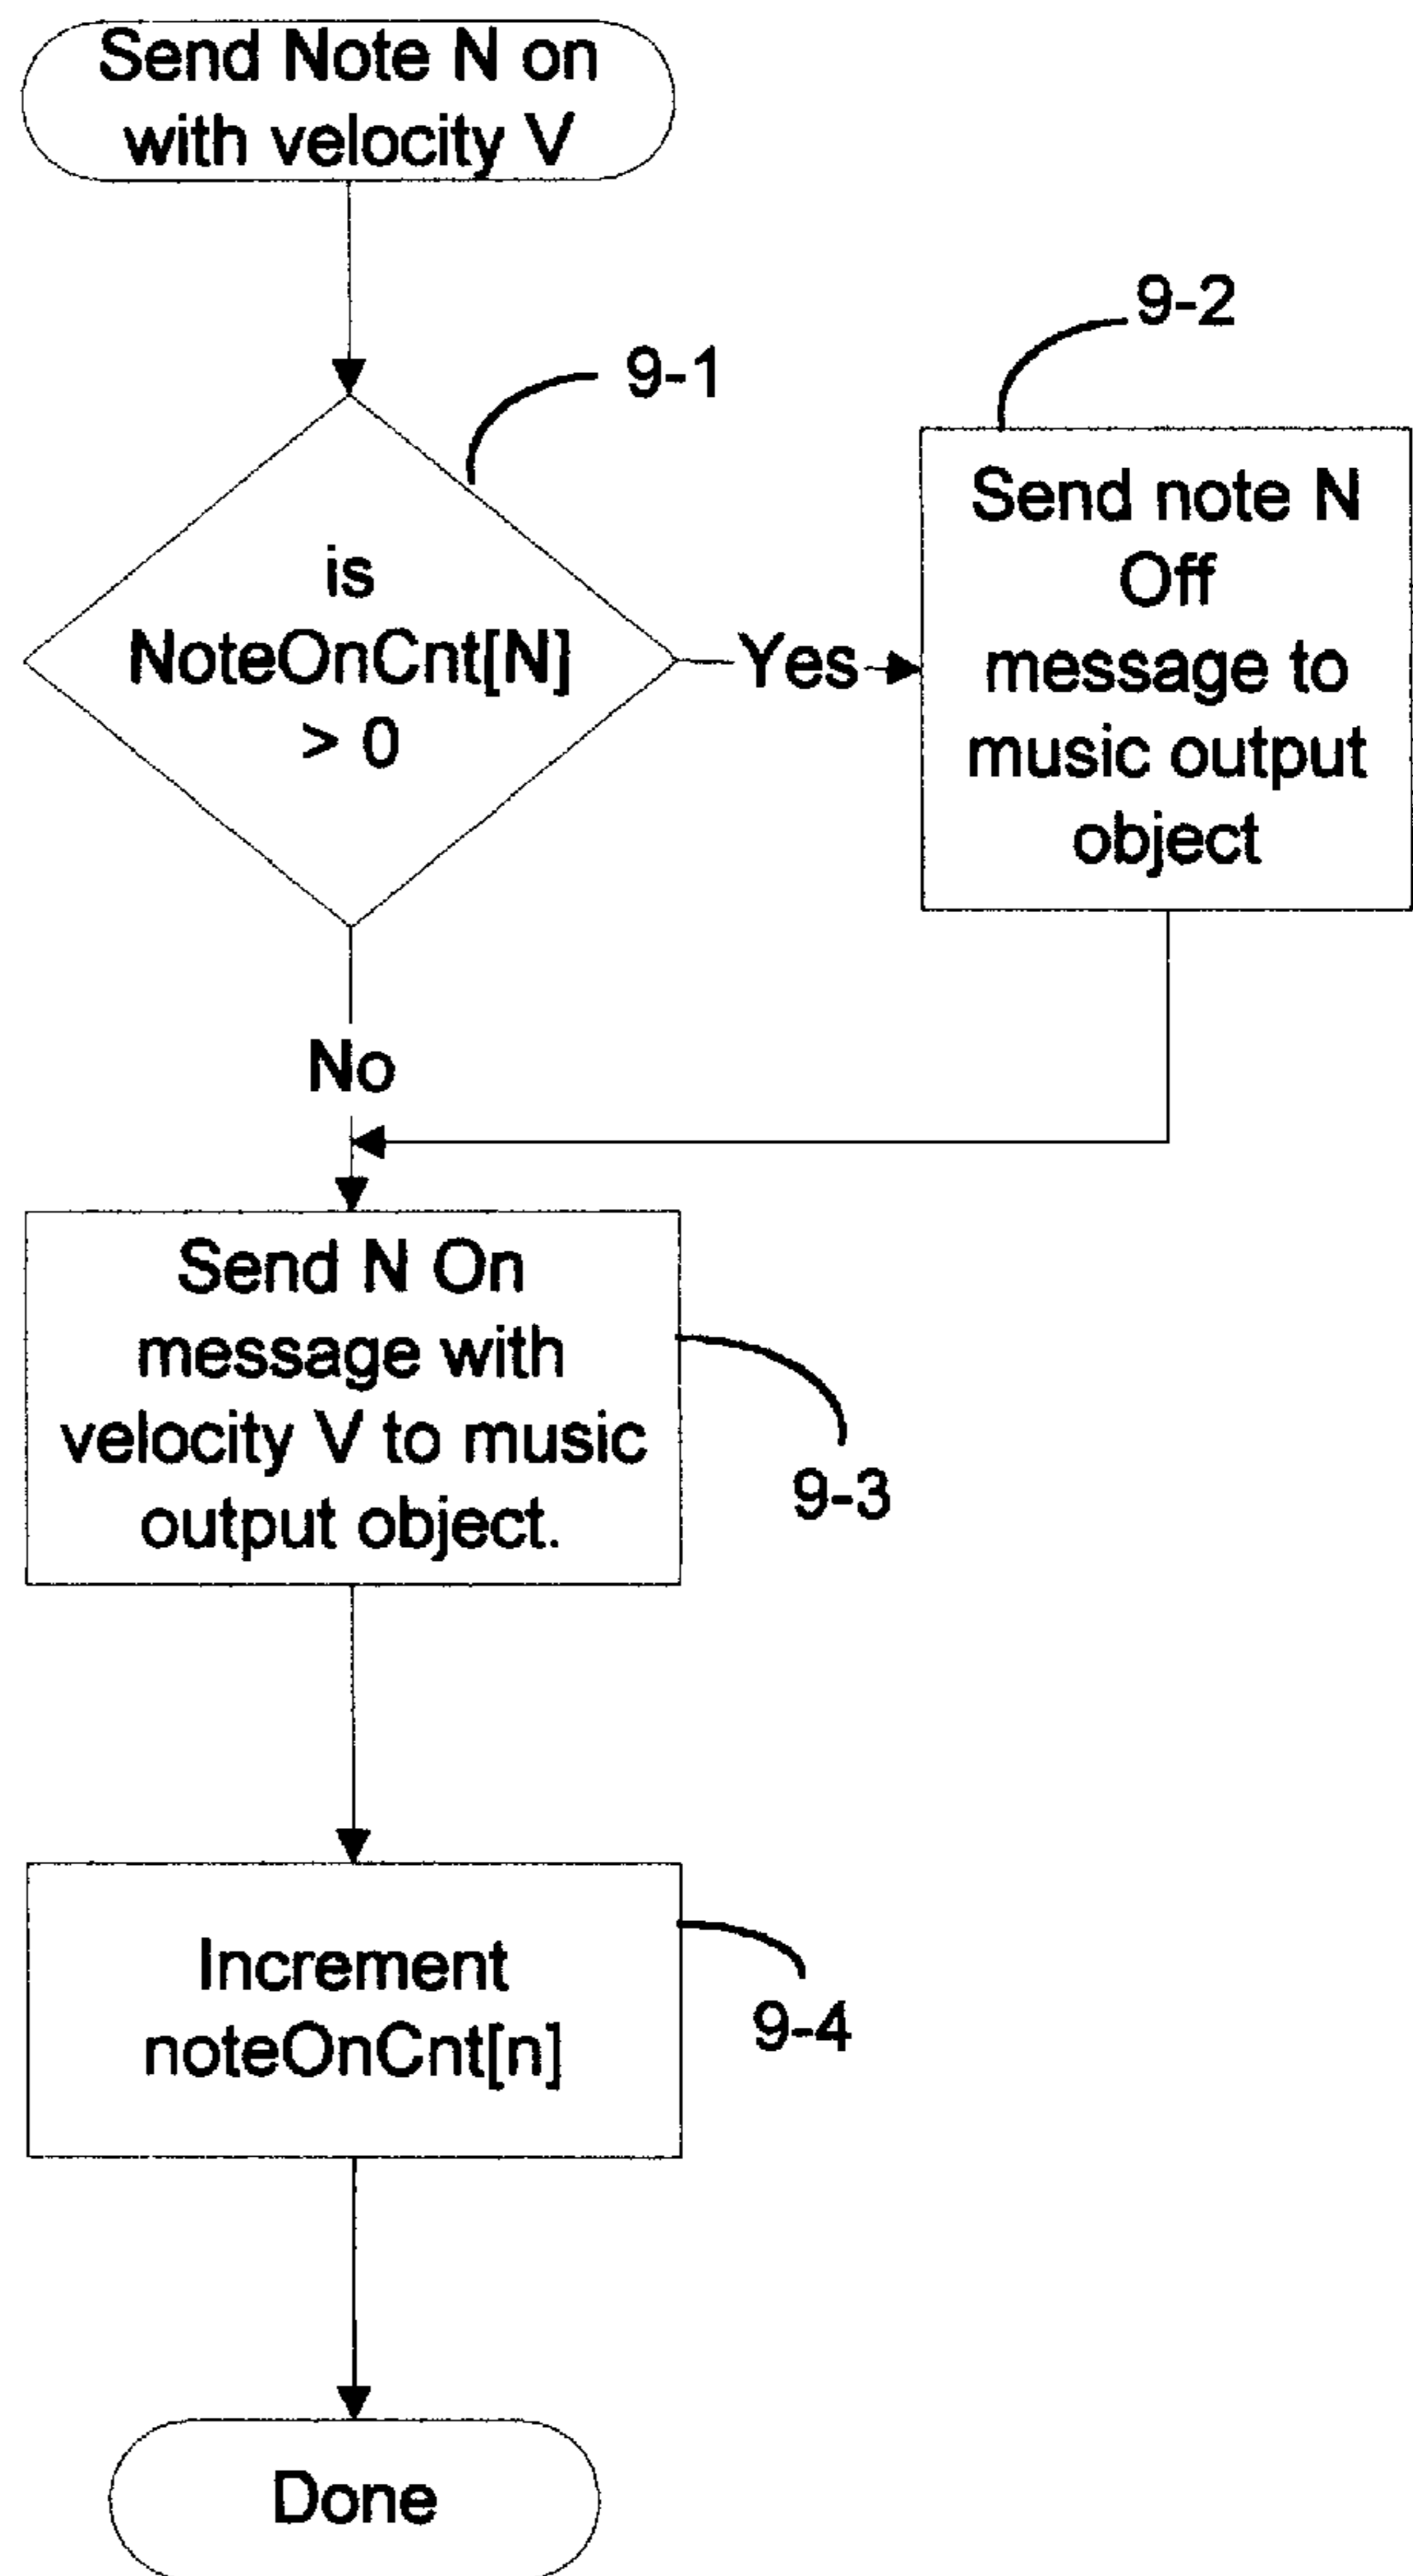 Send Note N on
with velocity V
9-1
9-2
is
NoteOnCnt[N]
> 0
Yes
Send note N
Off
message to
music output
object
No
Send N On
message with
velocity V to music
output object.
9-3
Increment
noteOnCnt[n]
9-4
Done